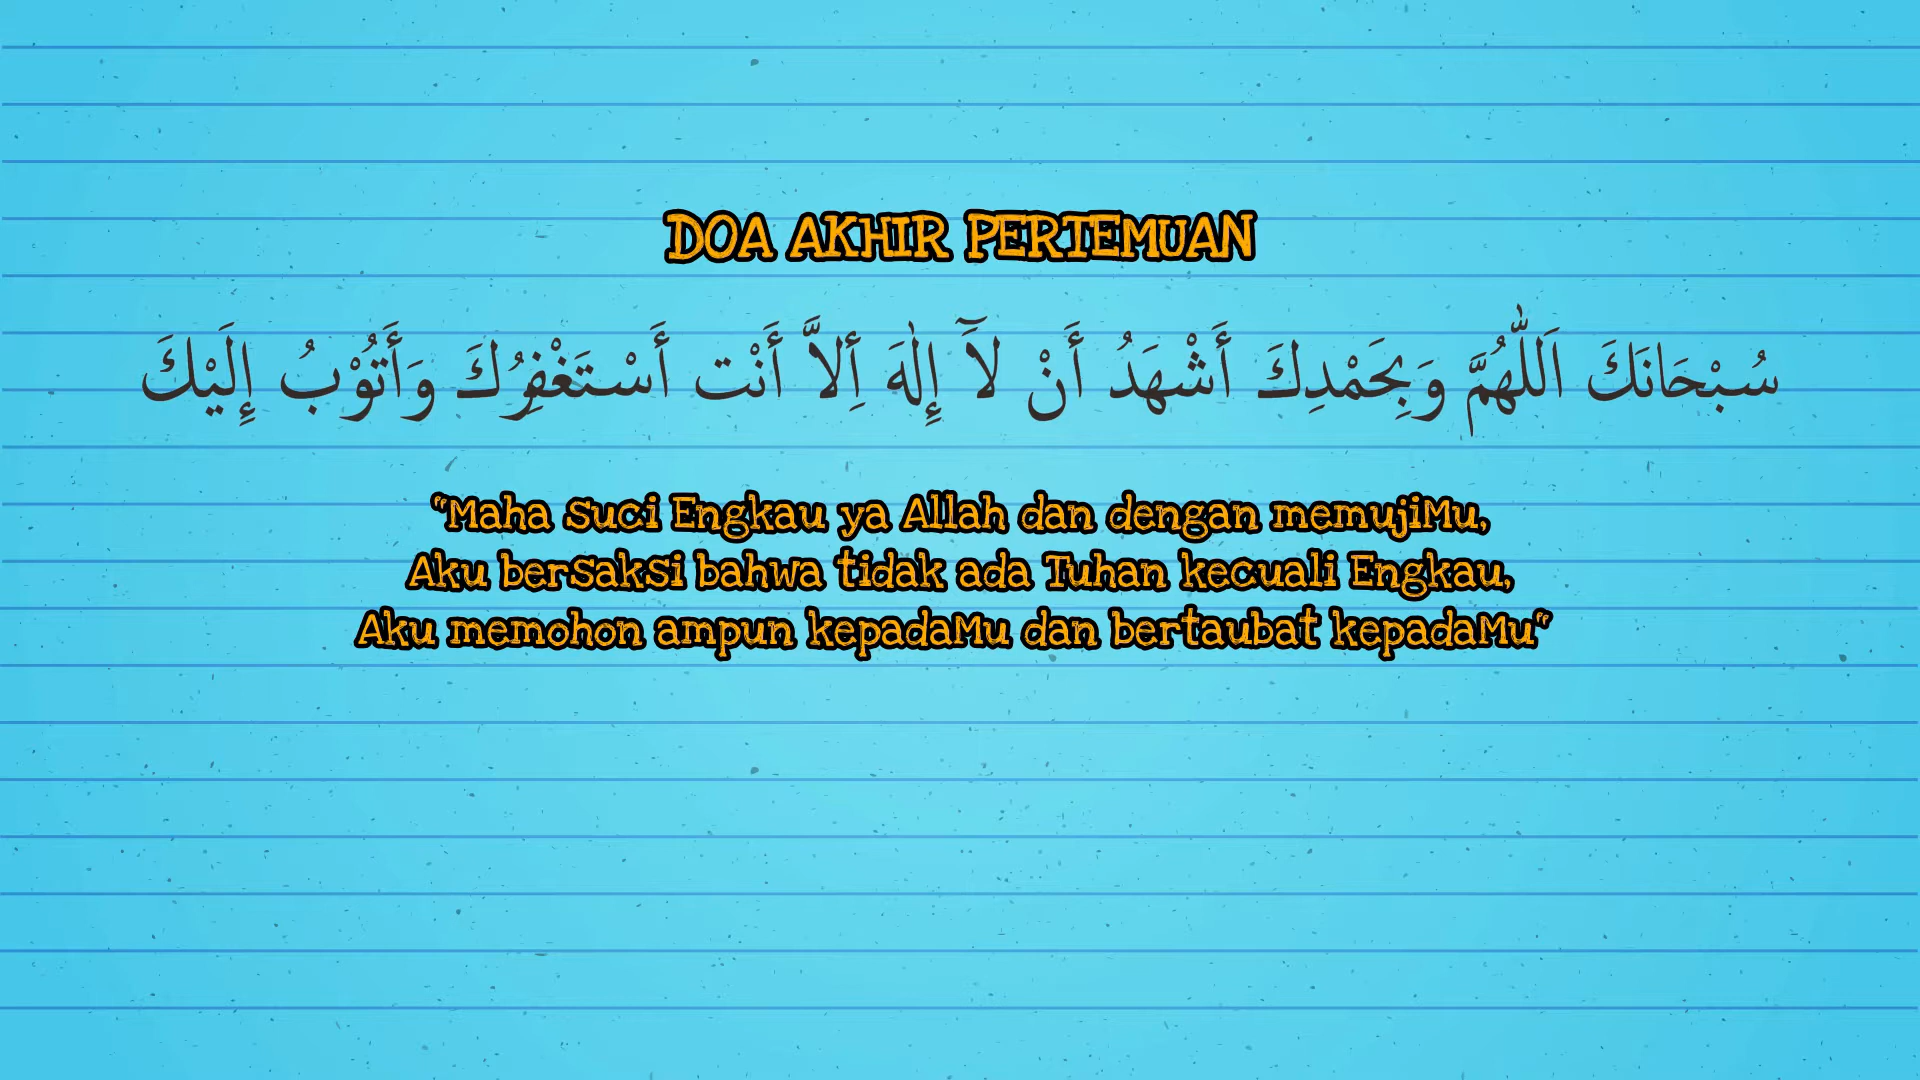 DOA AKHIR PERTEMUAN
سُبْحَانَكَ اَللّٰهُمَّ وَبِحَمْدِكَ أَشْهَدُ أَنْ لآَ إِلٰهَ أِلاَّ أَنْت أَسْتَغْفِرُكَ وَأَتُوْبُ إِلَيْكَ
"Maha Suci Engkau ya Allah dan dengan memujiMu,
Aku bersaksi bahwa tidak ada Tuhan kecuali Engkau,
Aku memohon ampun kepadaMu dan bertaubat kepadaMu"